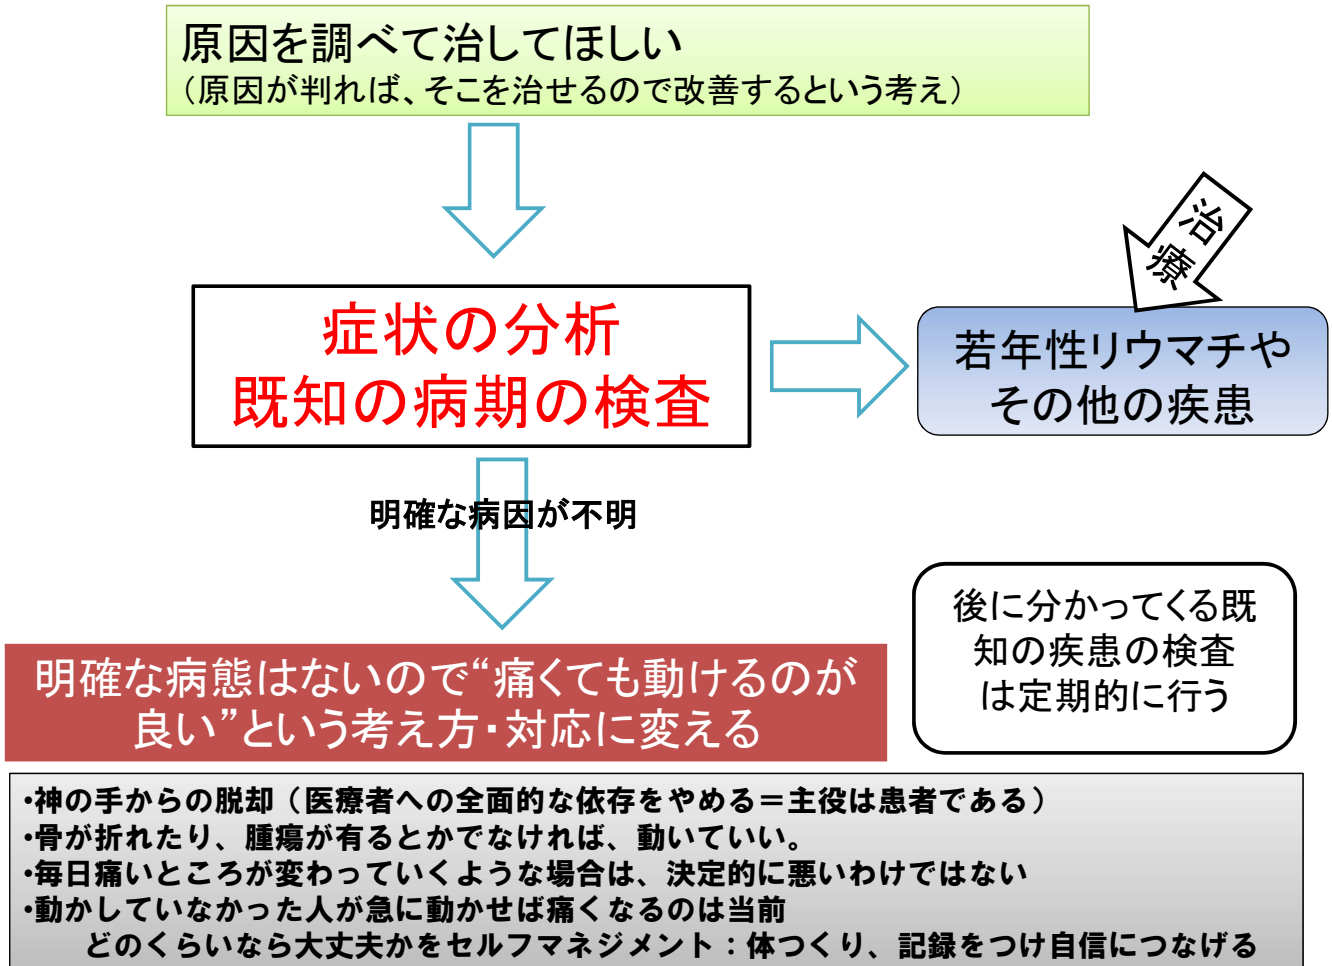 原因を調べて治してほしい
（原因が判れば、そこを治せるので改善するという考え）
治療
症状の分析
既知の病期の検査
若年性リウマチや
その他の疾患
明確な病因が不明
後に分かってくる既
知の疾患の検査
は定期的に行う
明確な病態はないので“痛くても動けるのが
良い”という考え方・対応に変える
・神の手からの脱却（医療者への全面的な依存をやめる＝主役は患者である）
・骨が折れたり、腫瘍が有るとかでなければ、動いていい。
・毎日痛いところが変わっていくような場合は、決定的に悪いわけではない
・動かしていなかった人が急に動かせば痛くなるのは当前
どのくらいなら大丈夫かをセルフマネジメント：体つくり、記録をつけ自信につなげる